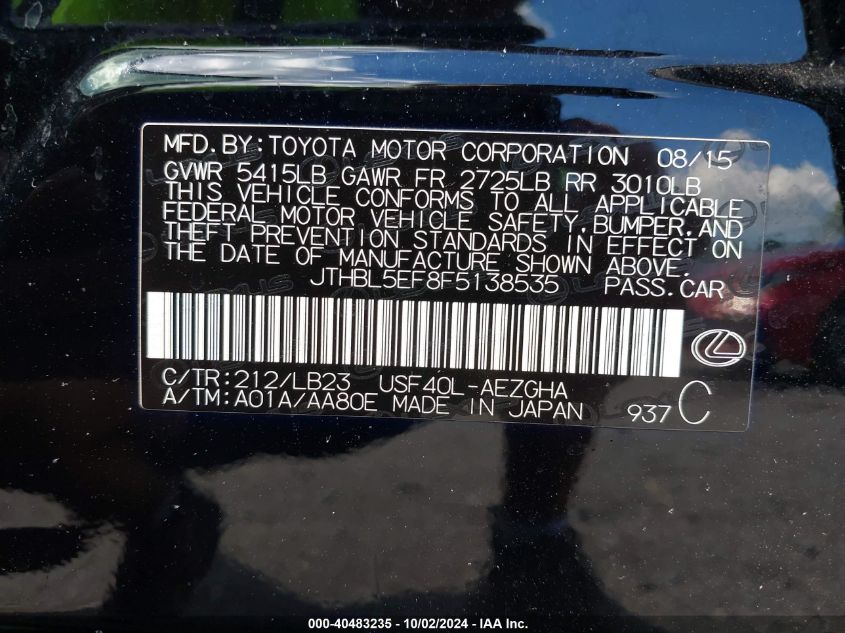 MFD.BY:TOYOTA MOTOR CORPORATION 08/15
GVWR 5415LB GAWR FR 2725LB RR 3010LB
THIS VEHICLE CONFORMS TO ALL APPLICABLE
FEDERAL MOTOR VEHICLE SAFETY,BUMPER,AND
THEFT PREVENTION STANDARDS IN EFFECT ON
THE DATE OF MANUFACTURE SHOWN ABOVE.
JTHBL5EF8F5138535 PASS.CAR
C/TR:212/LB23 USF40L-AEZGHA
A/TM:A01A/AA80E MADE IN JAPAN 937 C
000-40483235 - 10/02/2024 - IAA Inc.